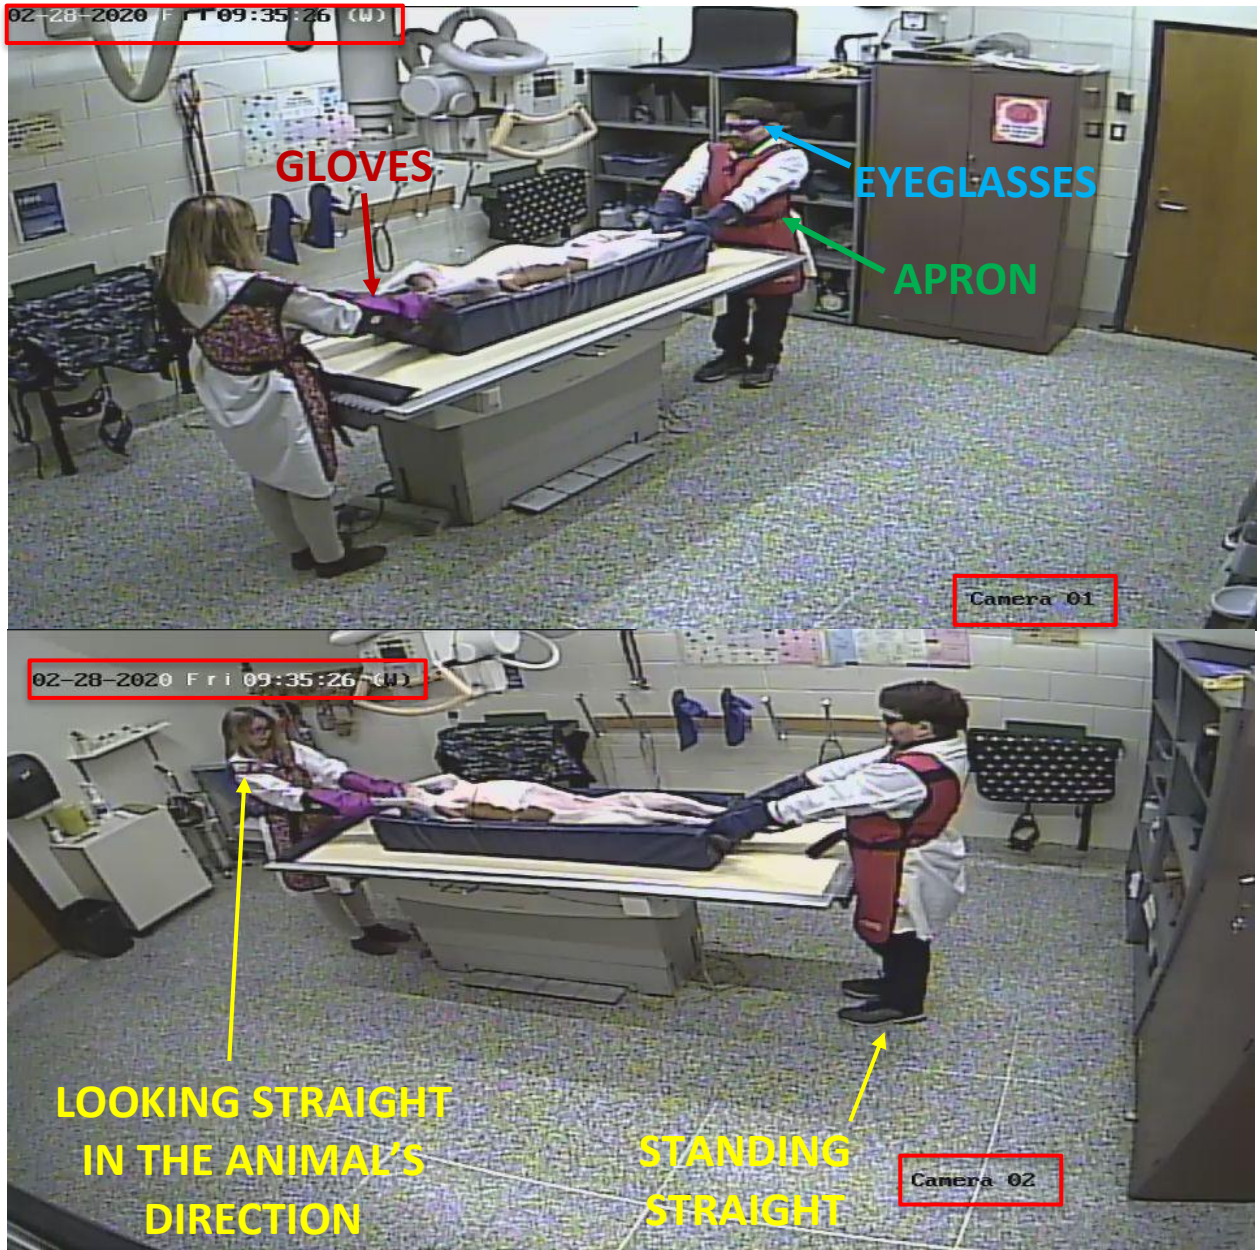 02-28-2020 Fri 09:35:26 (W)
GLOVES
EYEGLASSES
APRON
Camera 01
02-28-2020 Fri 09:35:26 (W)
LOOKING STRAIGHT
IN THE ANIMAL'S
DIRECTION
STANDING
STRAIGHT
Camera 02